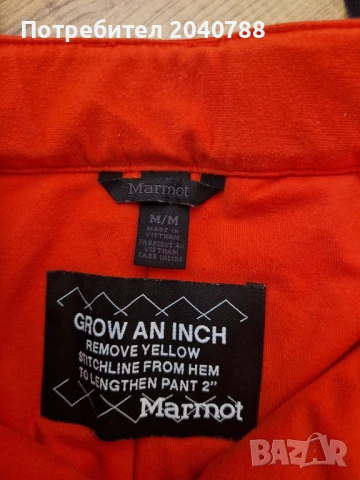 Потребител 2040788
Marmot
M/M
MADE IN
VIETNAM
FABRIQUÉ AU
VIETNAM
CARE INSIDE
GROW AN INCH
REMOVE YELLOW
STITCHLINE FROM HEM
TO LENGTHEN PANT 2"
Marmot
BAZAR